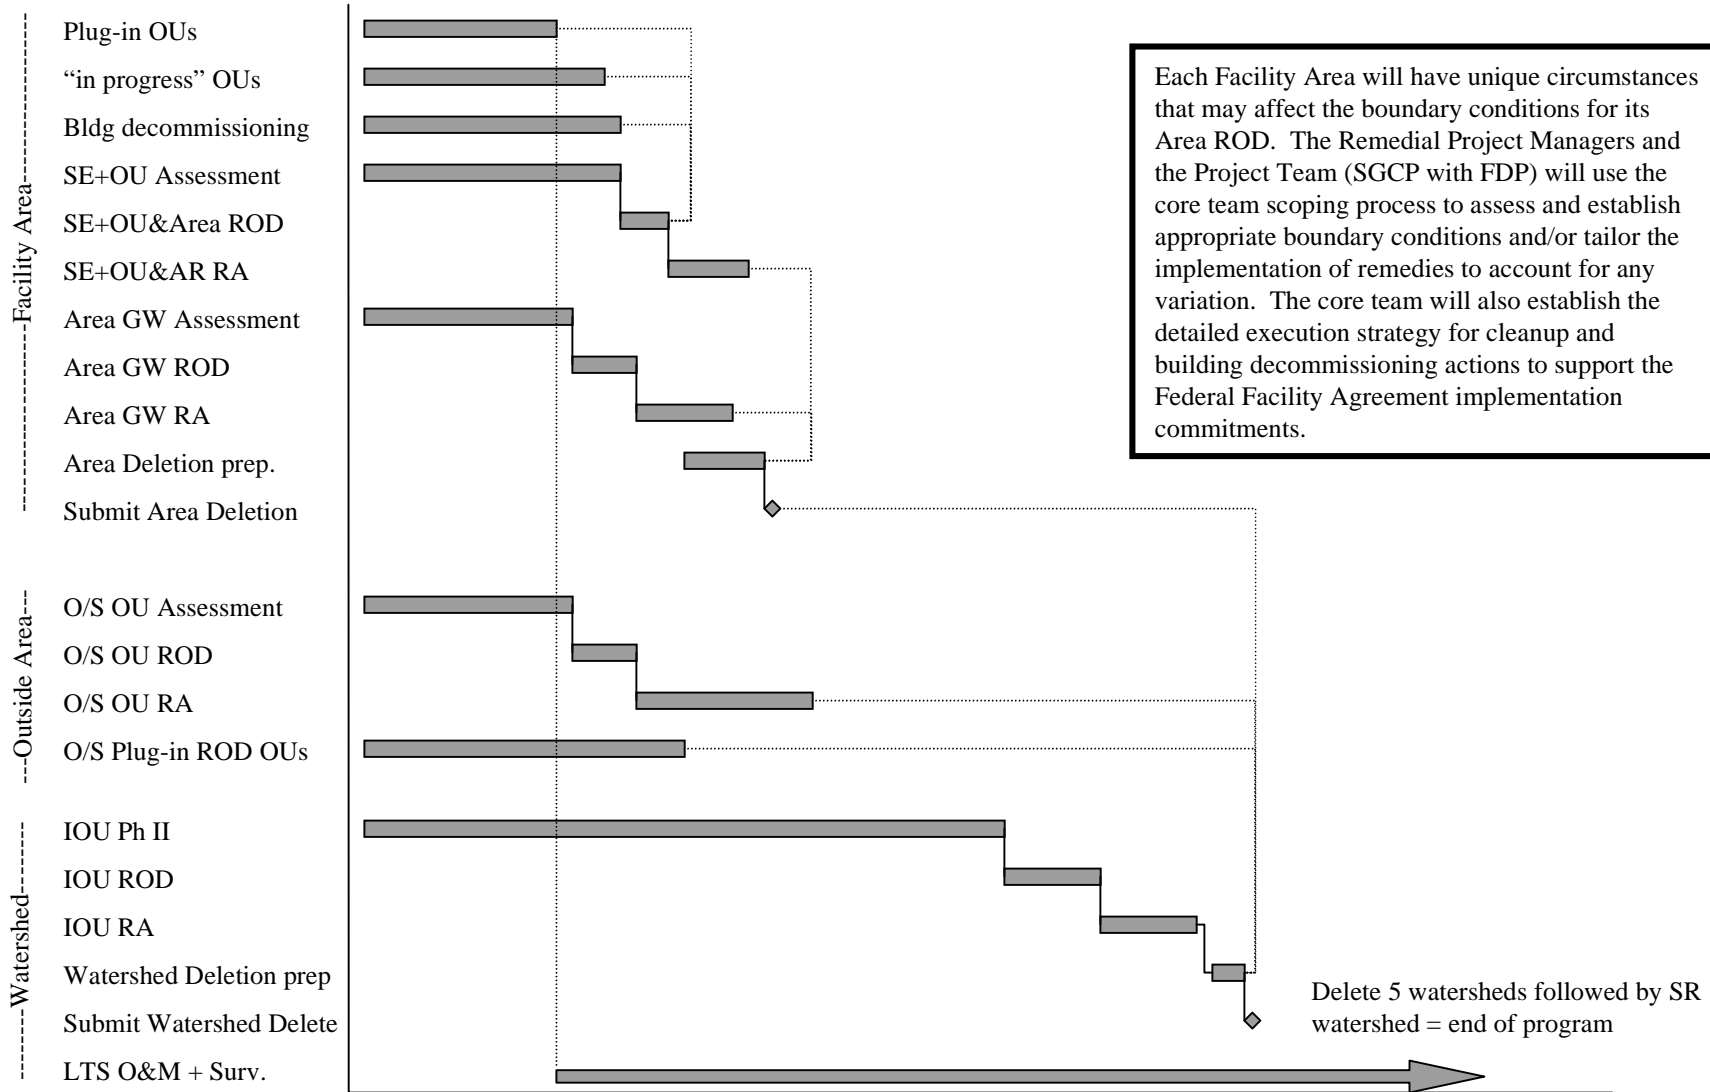 Plug-in OUs
“in progress” OUs
Bldg decommissioning
SE+OU Assessment
SE+OU&Area ROD
SE+OU&AR RA
Area GW Assessment
Area GW ROD
Area GW RA
Area Deletion prep.
Submit Area Deletion
Facility Area
O/S OU Assessment
O/S OU ROD
O/S OU RA
O/S Plug-in ROD OUs
Outside Area
IOU Ph II
IOU ROD
IOU RA
Watershed Deletion prep
Submit Watershed Delete
LTS O&M + Surv.
Watershed
Each Facility Area will have unique circumstances
that may affect the boundary conditions for its
Area ROD. The Remedial Project Managers and
the Project Team (SGCP with FDP) will use the
core team scoping process to assess and establish
appropriate boundary conditions and/or tailor the
implementation of remedies to account for any
variation. The core team will also establish the
detailed execution strategy for cleanup and
building decommissioning actions to support the
Federal Facility Agreement implementation
commitments.
Delete 5 watersheds followed by SR
watershed = end of program